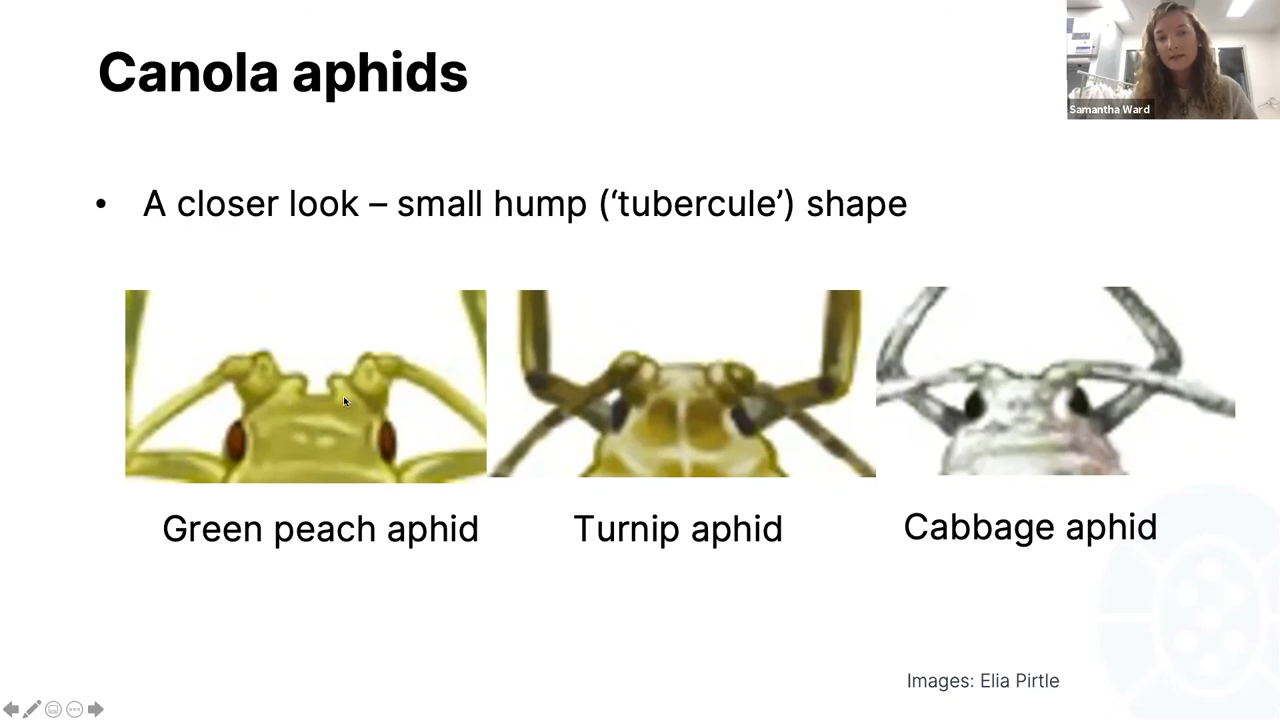 Canola aphids
Samantha Ward
• A closer look – small hump (‘tubercule’) shape
Green peach aphid
Turnip aphid
Cabbage aphid
Images: Elia Pirtle